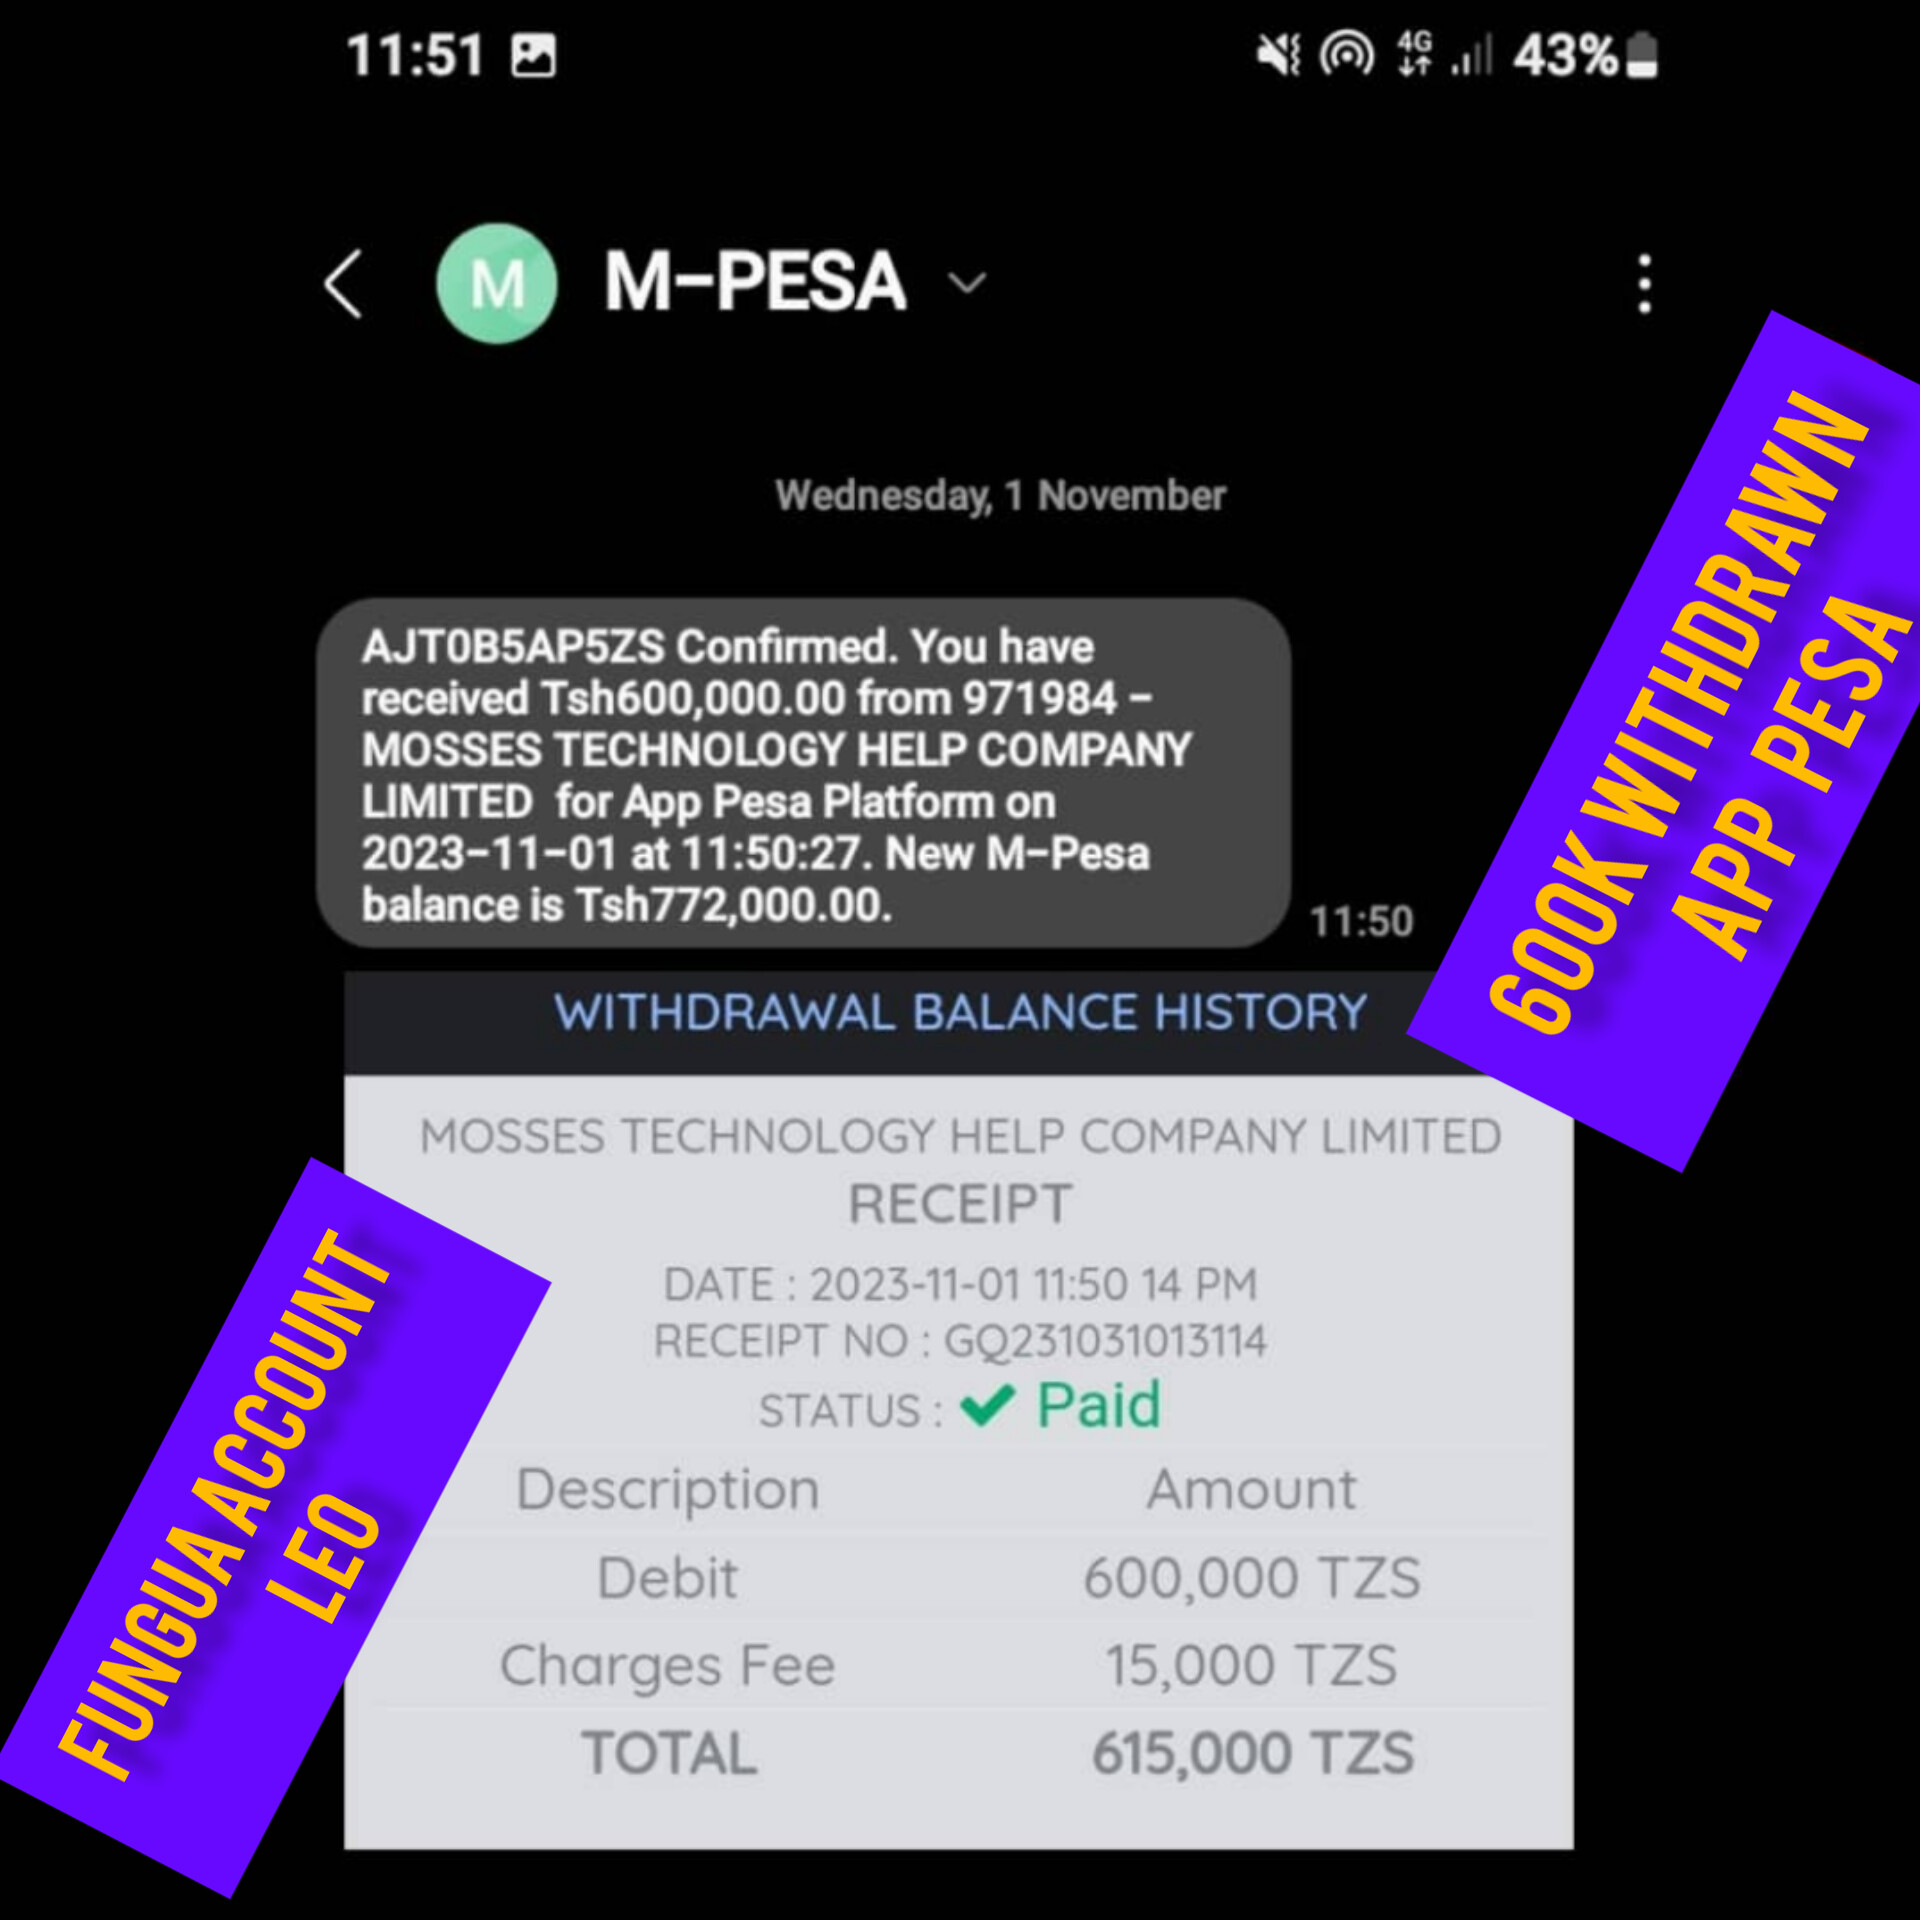 11:51
4G
43%
M
M-PESA
Wednesday, 1 November
AJT0B5AP5ZS Confirmed. You have
received Tsh600,000.00 from 971984 -
MOSSES TECHNOLOGY HELP COMPANY
LIMITED for App Pesa Platform on
2023-11-01 at 11:50:27. New M-Pesa
balance is Tsh772,000.00.
11:50
600K WITHDRAWN
APP PESA
WITHDRAWAL BALANCE HISTORY
MOSSES TECHNOLOGY HELP COMPANY LIMITED
RECEIPT
DATE : 2023-11-01 11:50 14 PM
RECEIPT NO : GQ231031013114
STATUS : ✔ Paid
Description Amount
Debit 600,000 TZS
Charges Fee 15,000 TZS
TOTAL 615,000 TZS
FUNGUA ACCOUNT
LEO